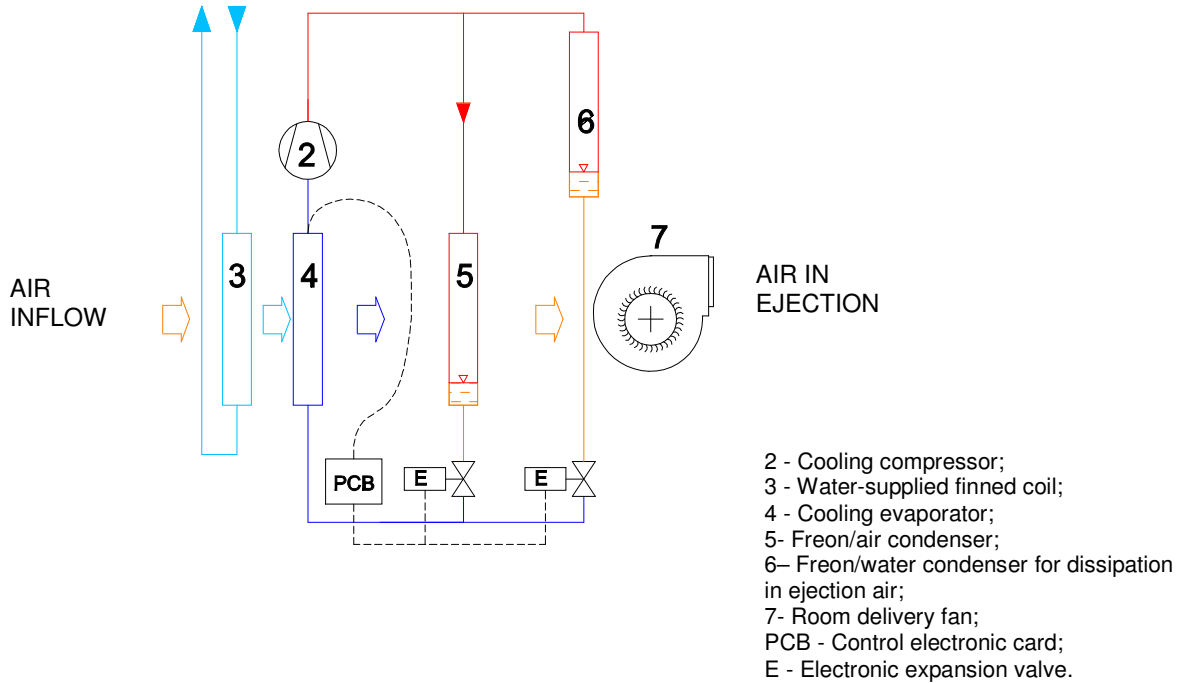 6
2
7
3
4
5
AIR
INFLOW
AIR IN
EJECTION
PCB
E
E
2 - Cooling compressor;
3 - Water-supplied finned coil;
4 - Cooling evaporator;
5- Freon/air condenser;
6– Freon/water condenser for dissipation
in ejection air;
7- Room delivery fan;
PCB - Control electronic card;
E - Electronic expansion valve.